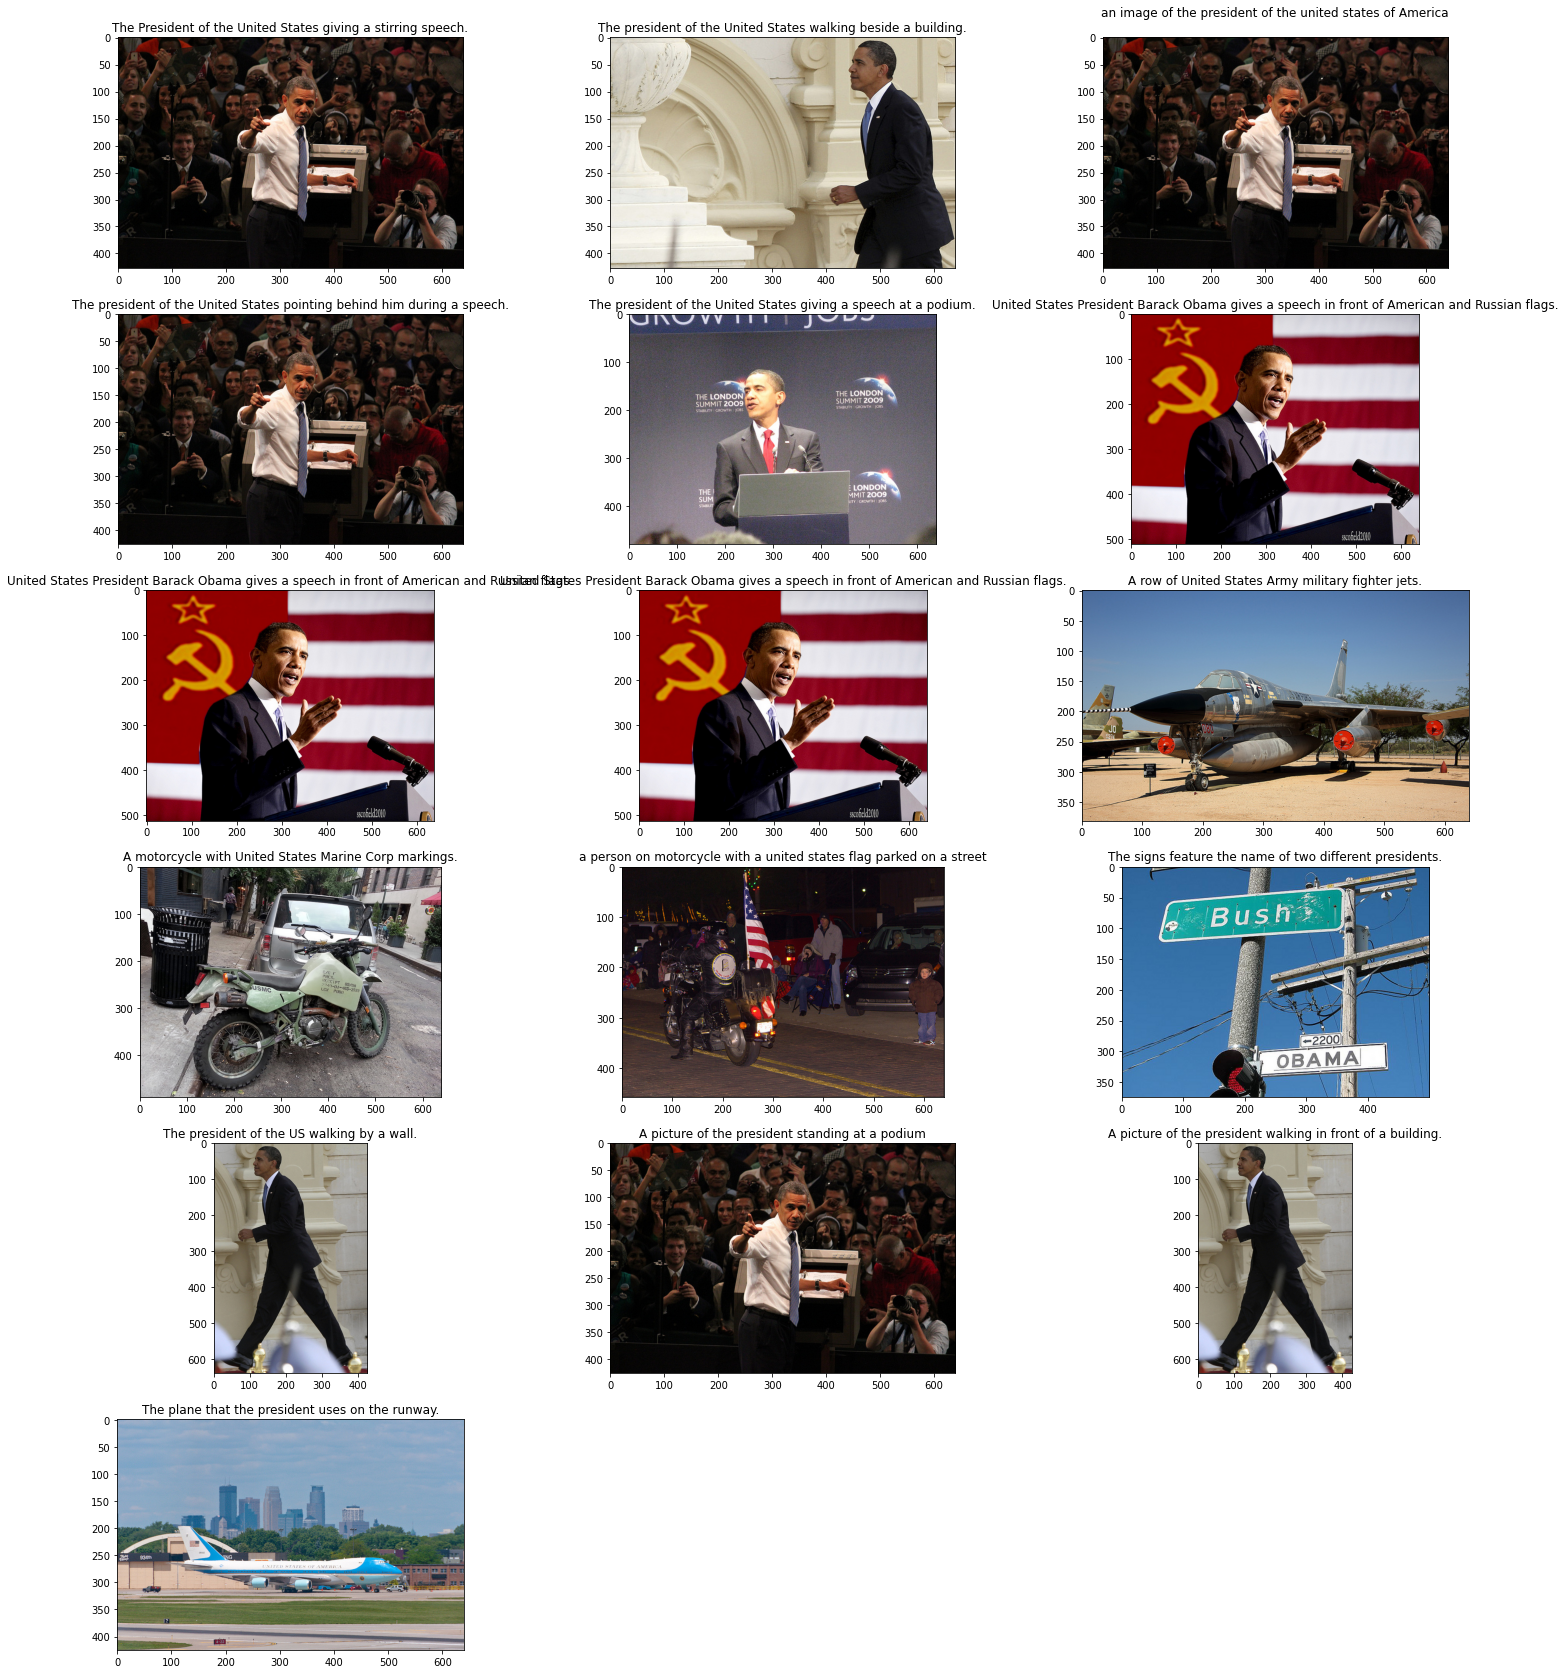 The President of the United States giving a stirring speech.
The president of the United States walking beside a building.
an image of the president of the united states of America
0
50
100
150
200
250
300
350
400
0 100 200 300 400 500 600
0
50
100
150
200
250
300
350
400
0 100 200 300 400 500 600
0
50
100
150
200
250
300
350
400
0 100 200 300 400 500 600
The president of the United States pointing behind him during a speech.
The president of the United States giving a speech at a podium.
United States President Barack Obama gives a speech in front of American and Russian flags.
0
50
100
150
200
250
300
350
400
0 100 200 300 400 500 600
0
100
200
300
400
0 100 200 300 400 500 600
GROWTH JOBS
THE LONDON
SUMMIT 2009
STABILITY GROWTH JOBS
THE LONDON
SUMMIT 2009
STABILITY GROWTH JOBS
THE
SUMM
LONDON
SUMMIT 2009
0
100
200
300
400
500
0 100 200 300 400 500 600
sscofield2010
United States President Barack Obama gives a speech in front of American and Russian flags.
United States President Barack Obama gives a speech in front of American and Russian flags.
A row of United States Army military fighter jets.
0
100
200
300
400
500
0 100 200 300 400 500 600
sscofield2010
0
100
200
300
400
500
0 100 200 300 400 500 600
sscofield2010
0
50
100
150
200
250
300
350
0 100 200 300 400 500 600
A motorcycle with United States Marine Corp markings.
a person on motorcycle with a united states flag parked on a street
The signs feature the name of two different presidents.
0
100
200
300
400
0 100 200 300 400 500 600
USMC
0
100
200
300
400
0 100 200 300 400 500 600
0
50
100
150
200
250
300
350
0 100 200 300 400
Bush
←2200
OBAMA
The president of the US walking by a wall.
A picture of the president standing at a podium
A picture of the president walking in front of a building.
0
100
200
300
400
500
600
0 100 200 300 400
0
50
100
150
200
250
300
350
400
0 100 200 300 400 500 600
0
100
200
300
400
500
600
0 100 200 300 400
The plane that the president uses on the runway.
0
50
100
150
200
250
300
350
400
0 100 200 300 400 500 600
UNITED STATES OF AMERICA